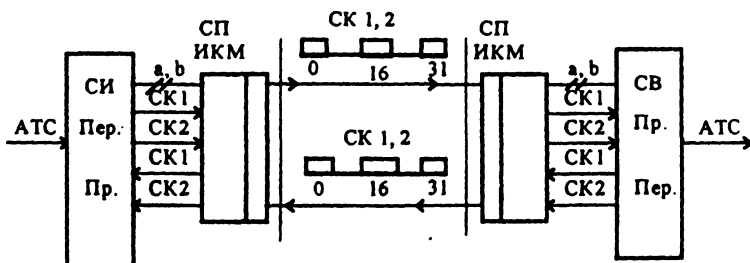 СП
ИКМ
СК 1, 2
0 16 31
СП
ИКМ
a, b
СИ
СК1
АТС
Пер.
СК2
СК1
Пр.
СК2
СК 1, 2
0 16 31
a, b
СВ
СК1
Пр.
АТС
СК2
СК1
СК2
Пер.